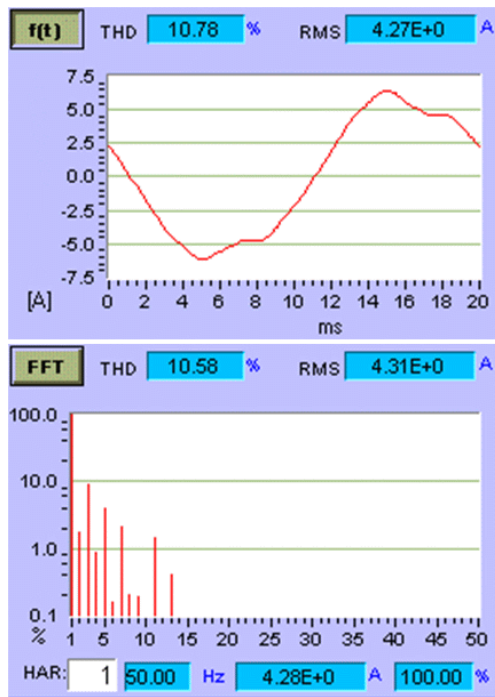 f(t) THD 10.78 % RMS 4.27E+0 A
7.5
5.0
2.5
0.0
-2.5
-5.0
-7.5
[A] 0 2 4 6 8 10 12 14 16 18 20
ms
FFT THD 10.58 % RMS 4.31E+0 A
100.0
10.0
1.0
0.1
% 1 5 10 15 20 25 30 35 40 45 50
HAR: 1 50.00 Hz 4.28E+0 A 100.00 %